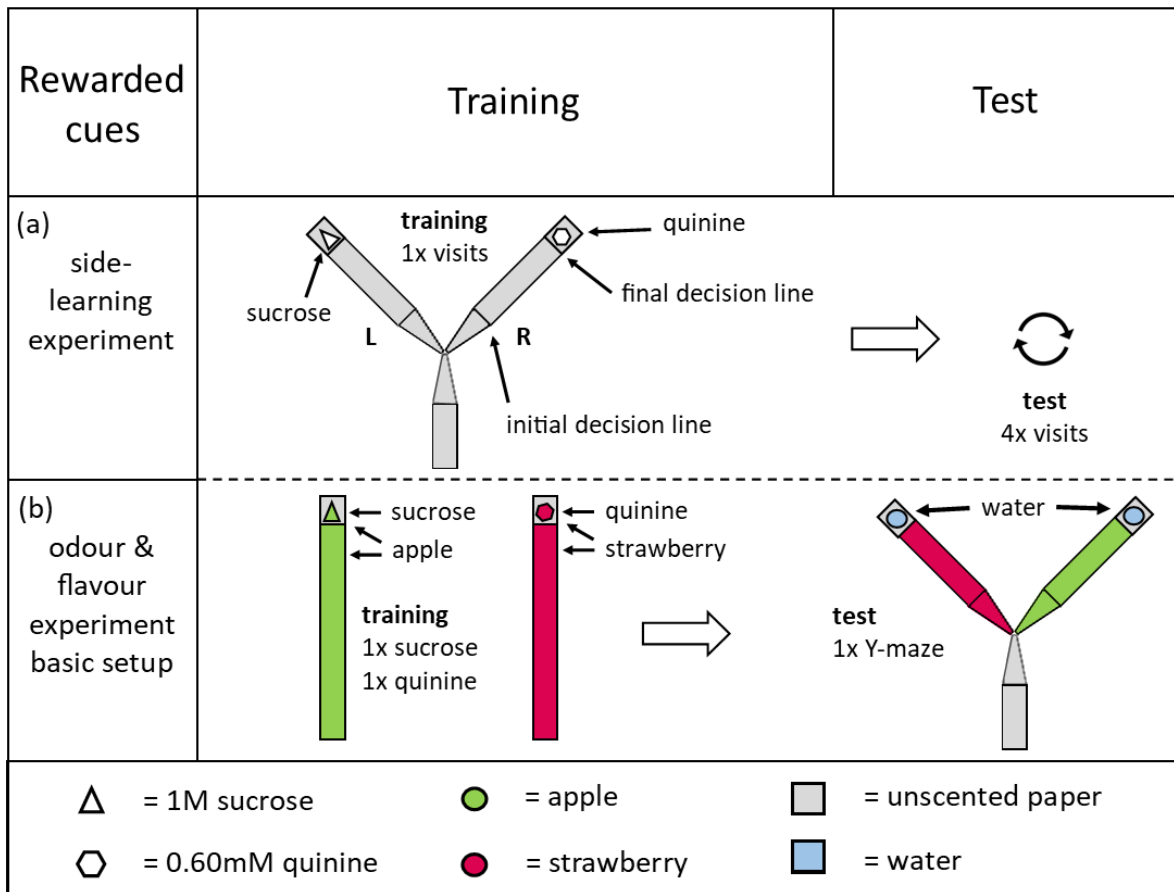 Rewarded
cues
Training
Test
(a)
side-
learning
experiment
training
1x visits
quinine
final decision line
sucrose
L
R
initial decision line
test
4x visits
(b)
odour &
flavour
experiment
basic setup
sucrose
apple
training
1x sucrose
1x quinine
quinine
strawberry
water
test
1x Y-maze
= 1M sucrose
= apple
= unscented paper
= 0.60mM quinine
= strawberry
= water